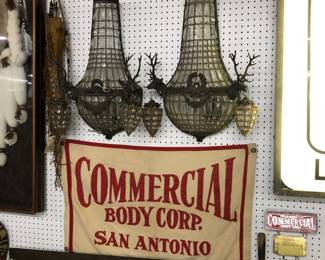 COMMERCIAL
BODY CORP.
SAN ANTONIO
COMMERCIAL